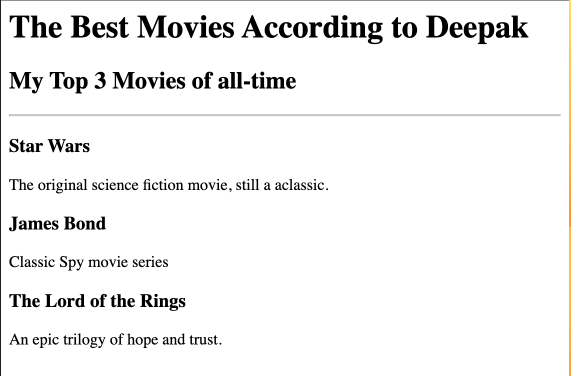 The Best Movies According to Deepak
My Top 3 Movies of all-time
Star Wars
The original science fiction movie, still a aclassic.
James Bond
Classic Spy movie series
The Lord of the Rings
An epic trilogy of hope and trust.